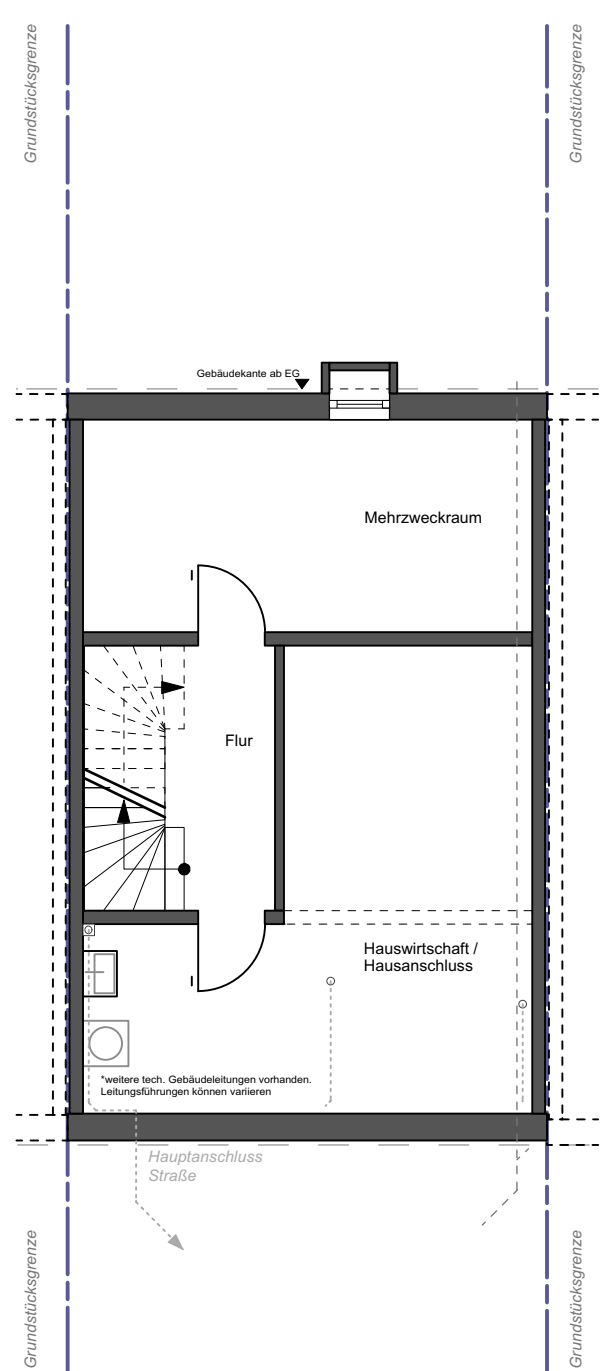 Grundstücksgrenze
Grundstücksgrenze
Gebäudekante ab EG
Mehrzweckraum
Flur
Hauswirtschaft /
Hausanschluss
*weitere tech. Gebäudeleitungen vorhanden.
Leitungsführungen können variieren
Hauptanschluss
Straße
Grundstücksgrenze
Grundstücksgrenze